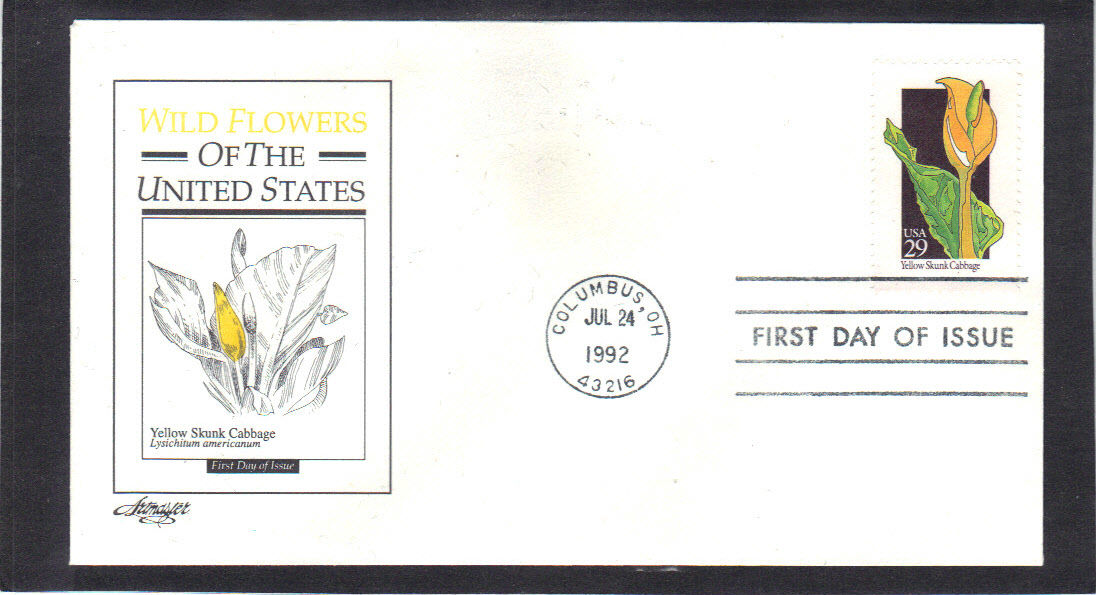 WILD FLOWERS
OF THE
UNITED STATES
Yellow Skunk Cabbage
Lysichitum americanum
First Day of Issue
Artmaster
COLUMBUS, OH
JUL 24
1992
43216
USA
29
Yellow Skunk Cabbage
FIRST DAY OF ISSUE